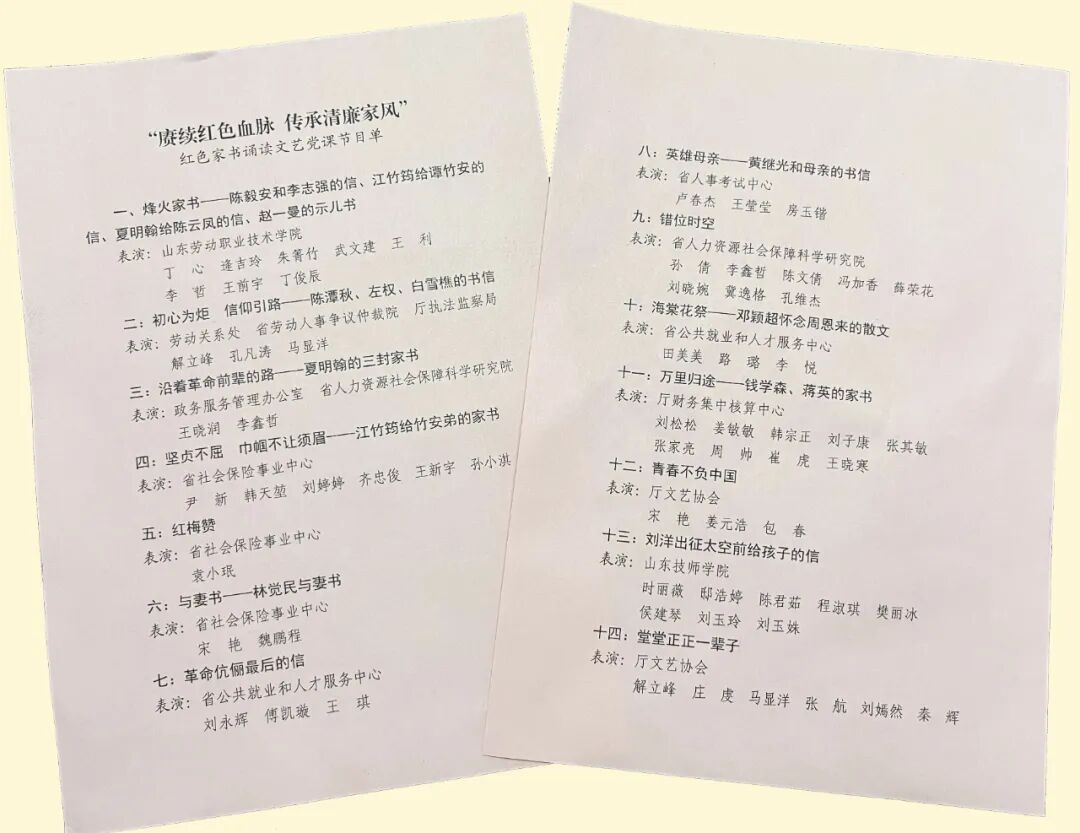 “赓续红色血脉 传承清廉家风”
红色家书诵读文艺党课节目单
一、烽火家书——陈毅安和李志强的信、江竹筠给谭竹安的
信、夏明翰给陈云凤的信、赵一曼的示儿书
表演：山东劳动职业技术学院
丁 心 逄吉玲 朱箐竹 武文建 王 利
李 哲 王前宇 丁俊辰
二：初心为炬 信仰引路——陈潭秋、左权、白雪樵的书信
表演：劳动关系处 省劳动人事争议仲裁院 厅执法监察局
解立峰 孔凡涛 马显洋
三：沿着革命前辈的路——夏明翰的三封家书
表演：政务服务管理办公室 省人力资源社会保障科学研究院
王晓润 李鑫哲
四：坚贞不屈 巾帼不让须眉——江竹筠给竹安弟的家书
表演：省社会保险事业中心
尹 新 韩天堃 刘婷婷 齐忠俊 王新宇 孙小淇
五：红梅赞
表演：省社会保险事业中心
袁小珉
六：与妻书——林觉民与妻书
表演：省社会保险事业中心
宋 艳 魏鹏程
七：革命伉俪最后的信
表演：省公共就业和人才服务中心
刘永辉 傅凯璇 王 琪
八：英雄母亲——黄继光和母亲的书信
表演：省人事考试中心
卢春杰 王莹莹 房玉锴
九：错位时空
表演：省人力资源社会保障科学研究院
孙 倩 李鑫哲 陈文倩 冯加香 薛荣花
刘晓婉 冀逸格 孔维杰
十：海棠花祭——邓颖超怀念周恩来的散文
表演：省公共就业和人才服务中心
田美美 路 璐 李 悦
十一：万里归途——钱学森、蒋英的家书
表演：厅财务集中核算中心
刘松松 姜敏敏 韩宗正 刘子康 张其敏
张家亮 周 帅 崔 虎 王晓寒
十二：青春不负中国
表演：厅文艺协会
宋 艳 姜元浩 包 春
十三：刘洋出征太空前给孩子的信
表演：山东技师学院
时丽薇 邸浩婷 陈君茹 程淑琪 樊丽冰
侯建琴 刘玉玲 刘玉姝
十四：堂堂正正一辈子
表演：厅文艺协会
解立峰 庄 虔 马显洋 张 航 刘嫣然 秦 辉